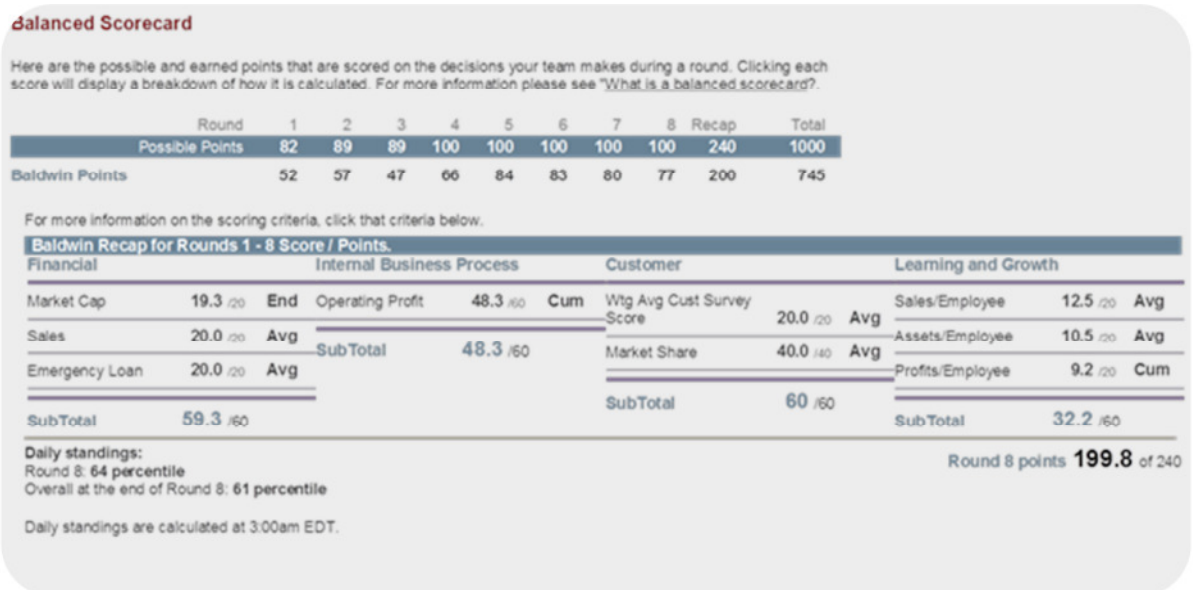 Balanced Scorecard
Here are the possible and earned points that are scored on the decisions your team makes during a round. Clicking each
score will display a breakdown of how it is calculated. For more information please see "What is a balanced scorecard?.
Round 1 2 3 4 5 6 7 8 Recap Total
Possible Points 82 89 89 100 100 100 100 100 240 1000
Baldwin Points 52 57 47 66 84 83 80 77 200 745
For more information on the scoring criteria, click that criteria below.
Baldwin Recap for Rounds 1 - 8 Score / Points.
Financial
Market Cap 19.3 /20 End
Sales 20.0 /20 Avg
Emergency Loan 20.0 /20 Avg
SubTotal 59.3 /60
Internal Business Process
Operating Profit 48.3 /60 Cum
SubTotal 48.3 /60
Customer
Wtg Avg Cust Survey
Score 20.0 /20 Avg
Market Share 40.0 /40 Avg
SubTotal 60 /60
Learning and Growth
Sales/Employee 12.5 /20 Avg
Assets/Employee 10.5 /20 Avg
Profits/Employee 9.2 /20 Cum
SubTotal 32.2 /60
Daily standings:
Round 8: 64 percentile
Overall at the end of Round 8: 61 percentile
Round 8 points 199.8 of 240
Daily standings are calculated at 3:00am EDT.